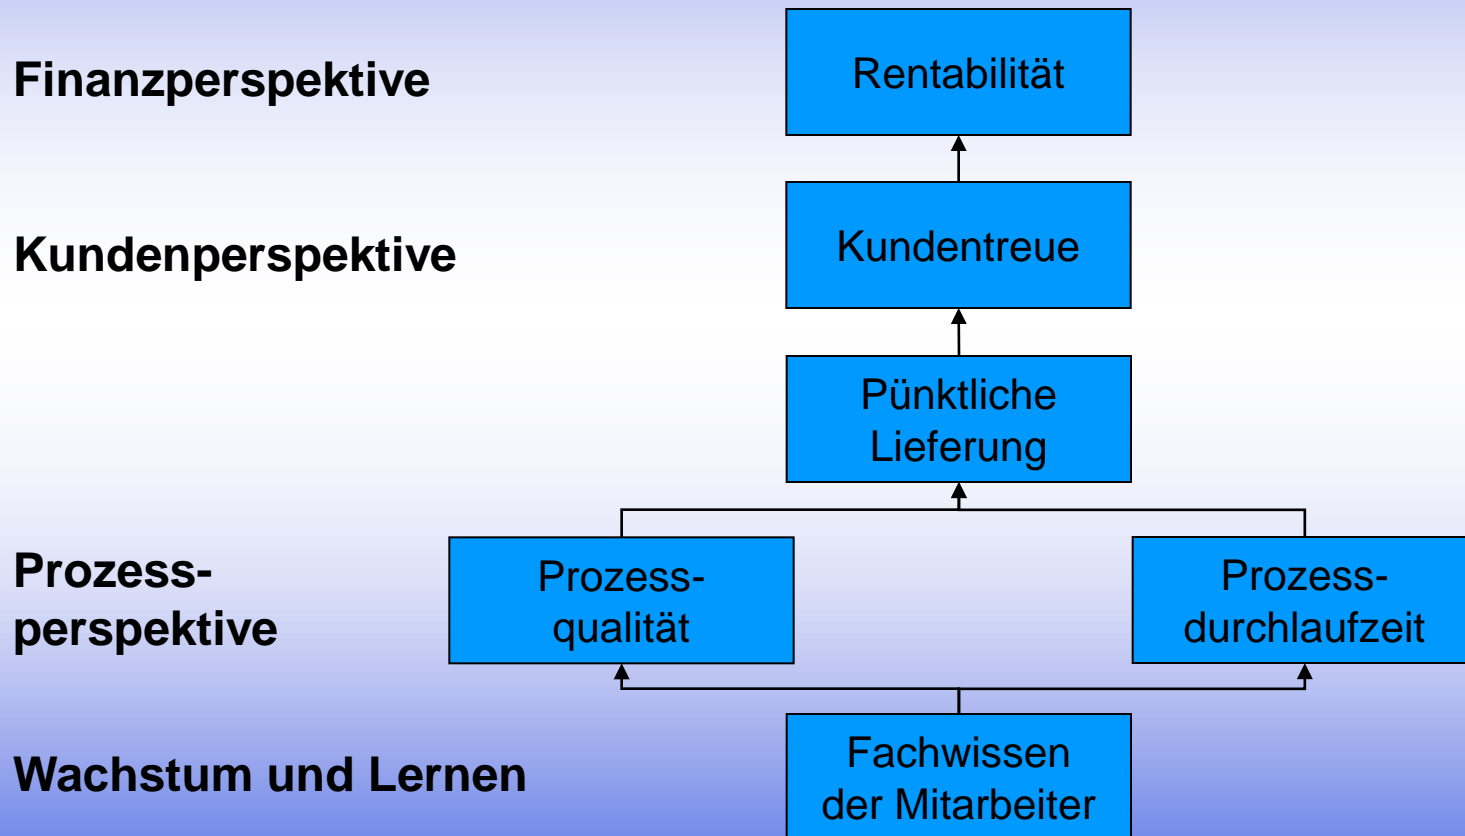 Finanzperspektive
Rentabilität
Kundenperspektive
Kundentreue
Pünktliche
Lieferung
Prozess-
perspektive
Prozess-
qualität
Prozess-
durchlaufzeit
Wachstum und Lernen
Fachwissen
der Mitarbeiter